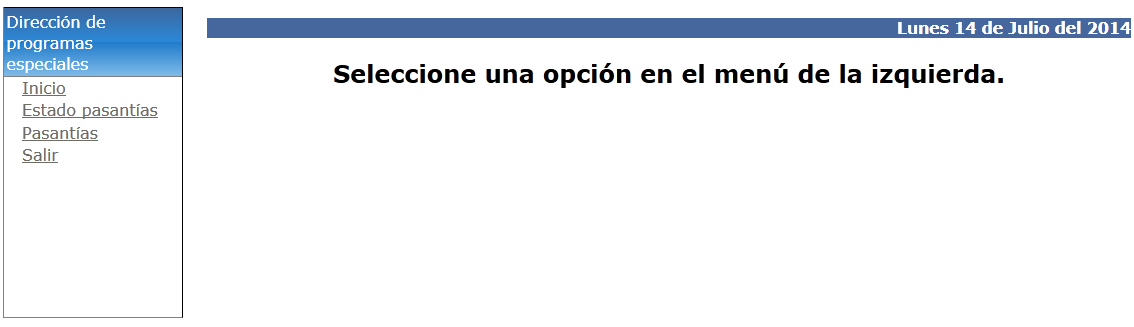 Dirección de
programas
especiales
Inicio
Estado pasantías
Pasantías
Salir
Lunes 14 de Julio del 2014
Seleccione una opción en el menú de la izquierda.